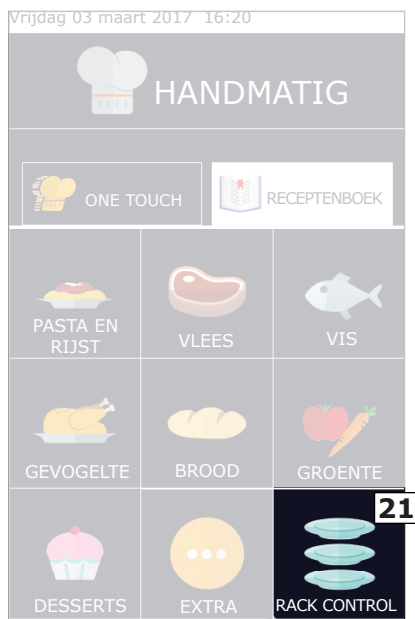 Vrijdag 03 maart 2017 16:20
HANDMATIG
ONE TOUCH
RECEPTENBOEK
PASTA EN
RIJST
VLEES
VIS
GEVOGELTE
BROOD
GROENTE
21
DESSERTS
EXTRA
RACK CONTROL